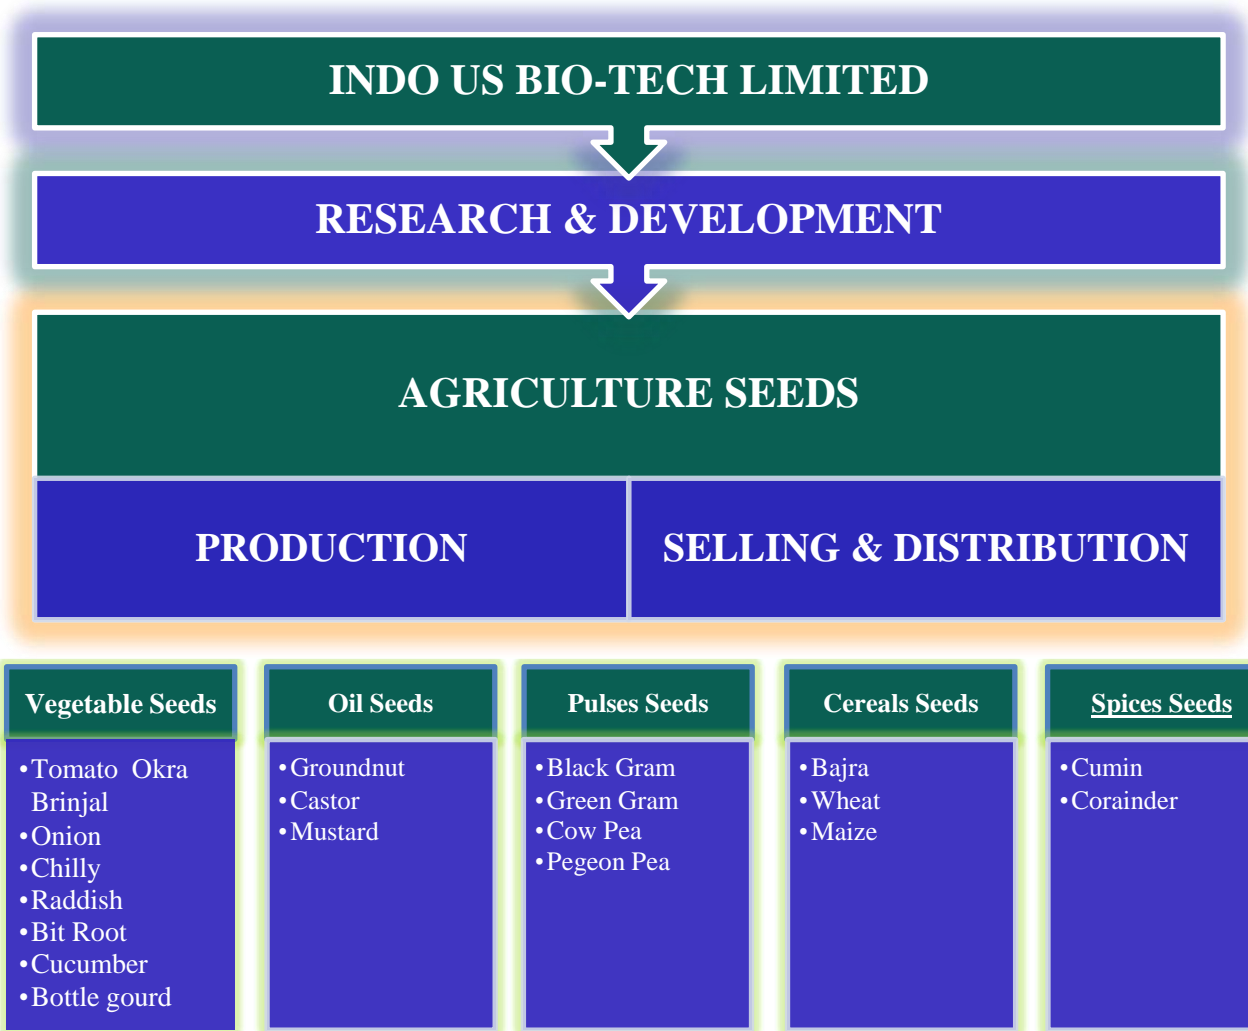 INDO US BIO-TECH LIMITED
RESEARCH & DEVELOPMENT
AGRICULTURE SEEDS
PRODUCTION
SELLING & DISTRIBUTION
Vegetable Seeds
•Tomato Okra
Brinjal
•Onion
•Chilly
•Raddish
•Bit Root
•Cucumber
•Bottle gourd
Oil Seeds
•Groundnut
•Castor
•Mustard
Pulses Seeds
•Black Gram
•Green Gram
•Cow Pea
•Pegeon Pea
Cereals Seeds
•Bajra
•Wheat
•Maize
Spices Seeds
•Cumin
•Corainder